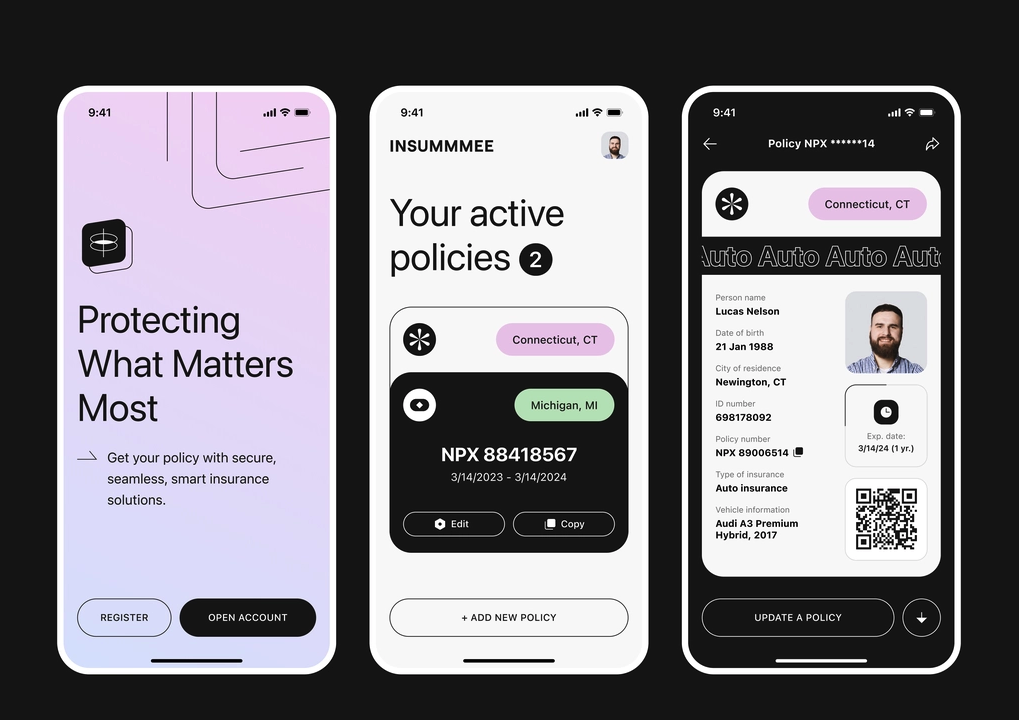 9:41
Protecting
What Matters
Most
Get your policy with secure,
seamless, smart insurance
solutions.
REGISTER
OPEN ACCOUNT
9:41
INSUMMMEE
Your active
policies 2
Connecticut, CT
Michigan, MI
NPX 88418567
3/14/2023 - 3/14/2024
Edit
Copy
+ ADD NEW POLICY
9:41
Policy NPX ******14
Connecticut, CT
Auto Auto Auto Auto
Person name
Lucas Nelson
Date of birth
21 Jan 1988
City of residence
Newington, CT
ID number
698178092
Policy number
NPX 89006514
Type of insurance
Auto insurance
Vehicle information
Audi A3 Premium
Hybrid, 2017
Exp. date:
3/14/24 (1 yr.)
UPDATE A POLICY